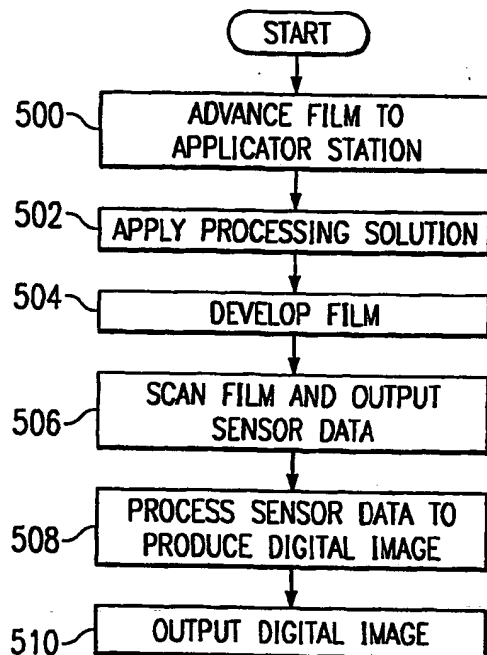 START
500
ADVANCE FILM TO
APPLICATOR STATION
502
APPLY PROCESSING SOLUTION
504
DEVELOP FILM
506
SCAN FILM AND OUTPUT
SENSOR DATA
508
PROCESS SENSOR DATA TO
PRODUCE DIGITAL IMAGE
510
OUTPUT DIGITAL IMAGE